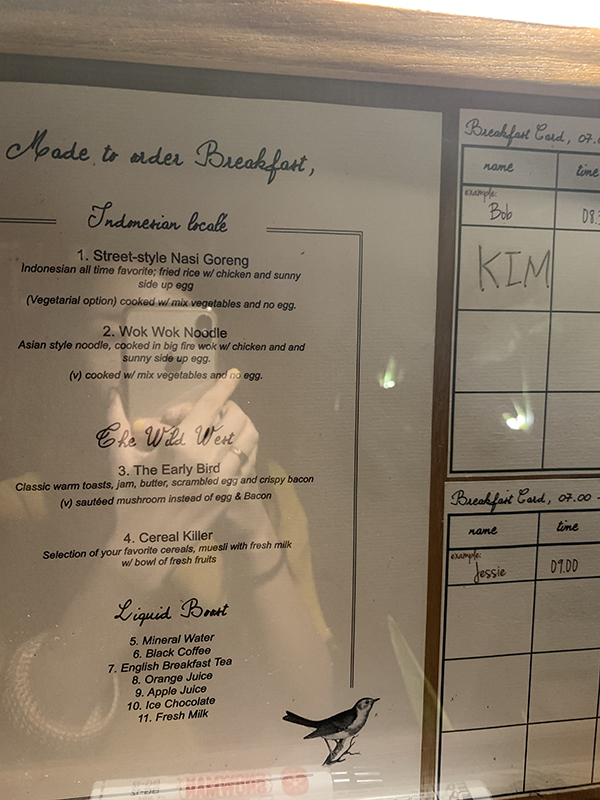 Made to order Breakfast,
Indonesian locale
1. Street-style Nasi Goreng
Indonesian all time favorite; fried rice w/ chicken and sunny
side up egg
(Vegetarial option) cooked w/ mix vegetables and no egg.
2. Wok Wok Noodle
Asian style noodle, cooked in big fire wok w/ chicken and and
sunny side up egg.
(v) cooked w/ mix vegetables and no egg.
The Wild West
3. The Early Bird
Classic warm toasts, jam, butter, scrambled egg and crispy bacon
(v) sautéed mushroom instead of egg & Bacon
4. Cereal Killer
Selection of your favorite cereals, muesli with fresh milk
w/ bowl of fresh fruits
Liquid Boost
5. Mineral Water
6. Black Coffee
7. English Breakfast Tea
8. Orange Juice
9. Apple Juice
10. Ice Chocolate
11. Fresh Milk
Breakfast Card, 07.
name time
example:
Bob 08.
KIM
Breakfast Card, 07.00 -
name time
example:
Jessie 09.00